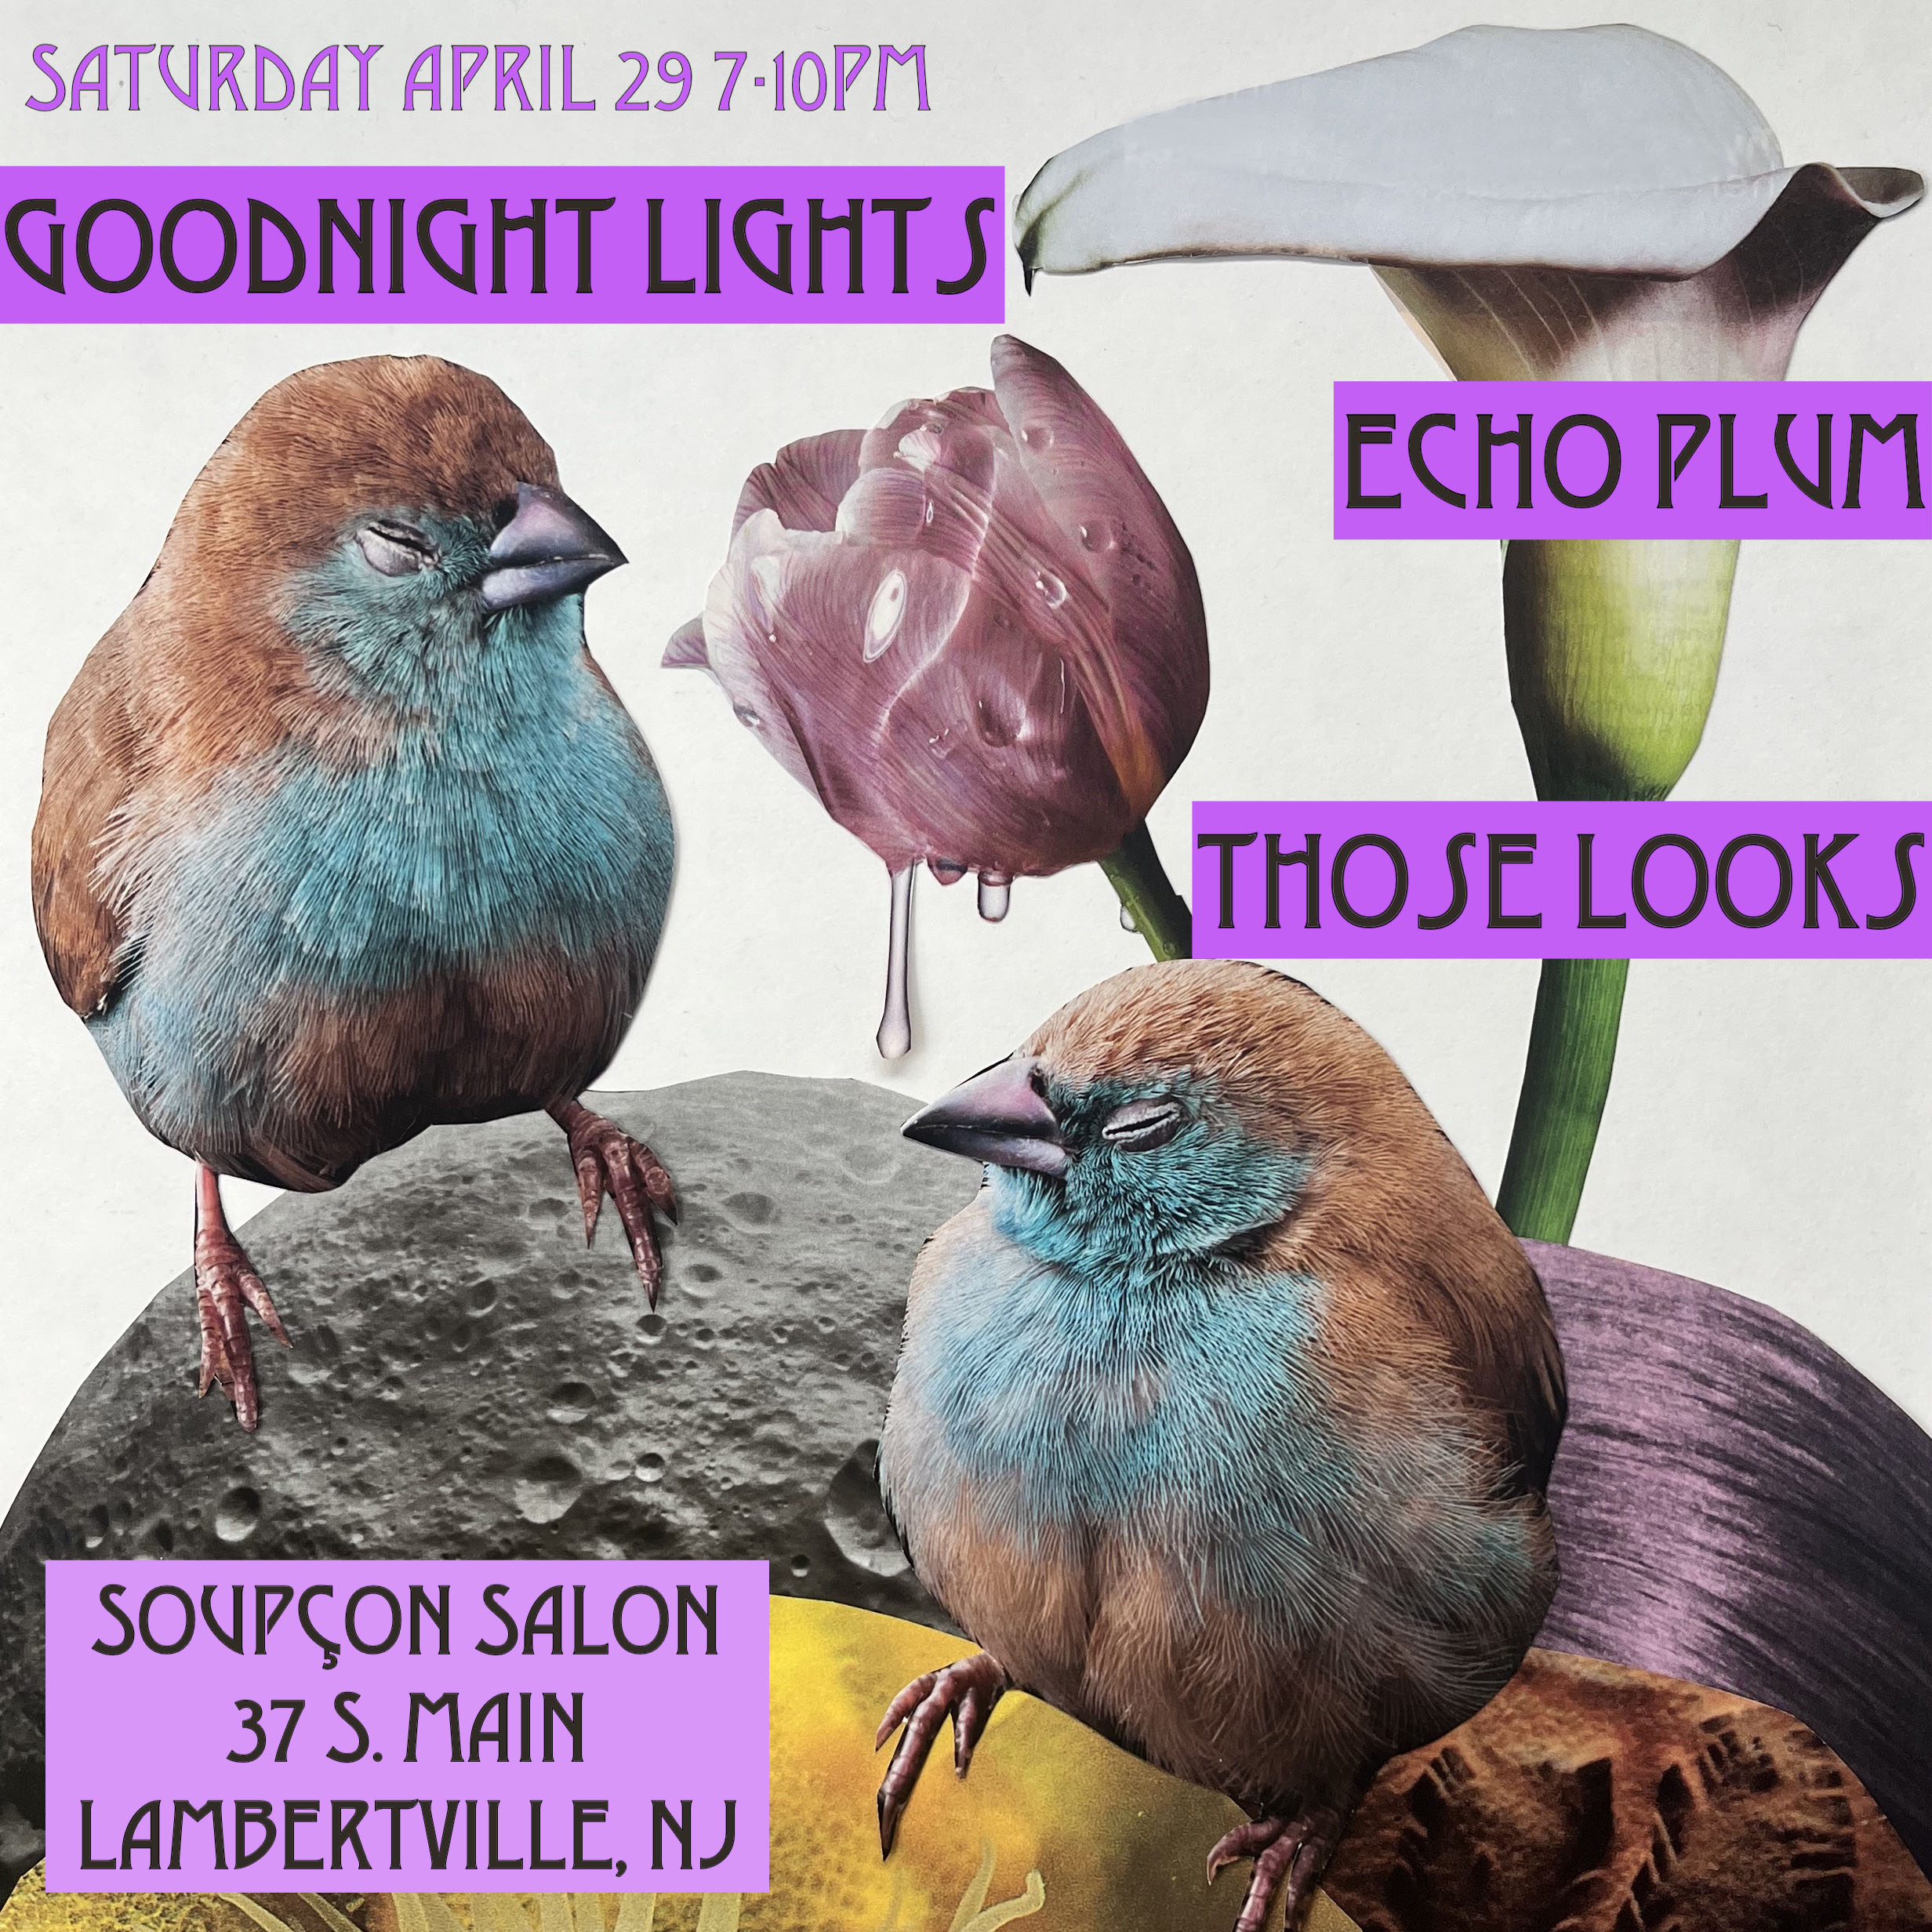 SATURDAY APRIL 29 7-10PM
GOODNIGHT LIGHTS
ECHO PLUM
THOSE LOOKS
SOUPÇON SALON
37 S. MAIN
LAMBERTVILLE, NJ